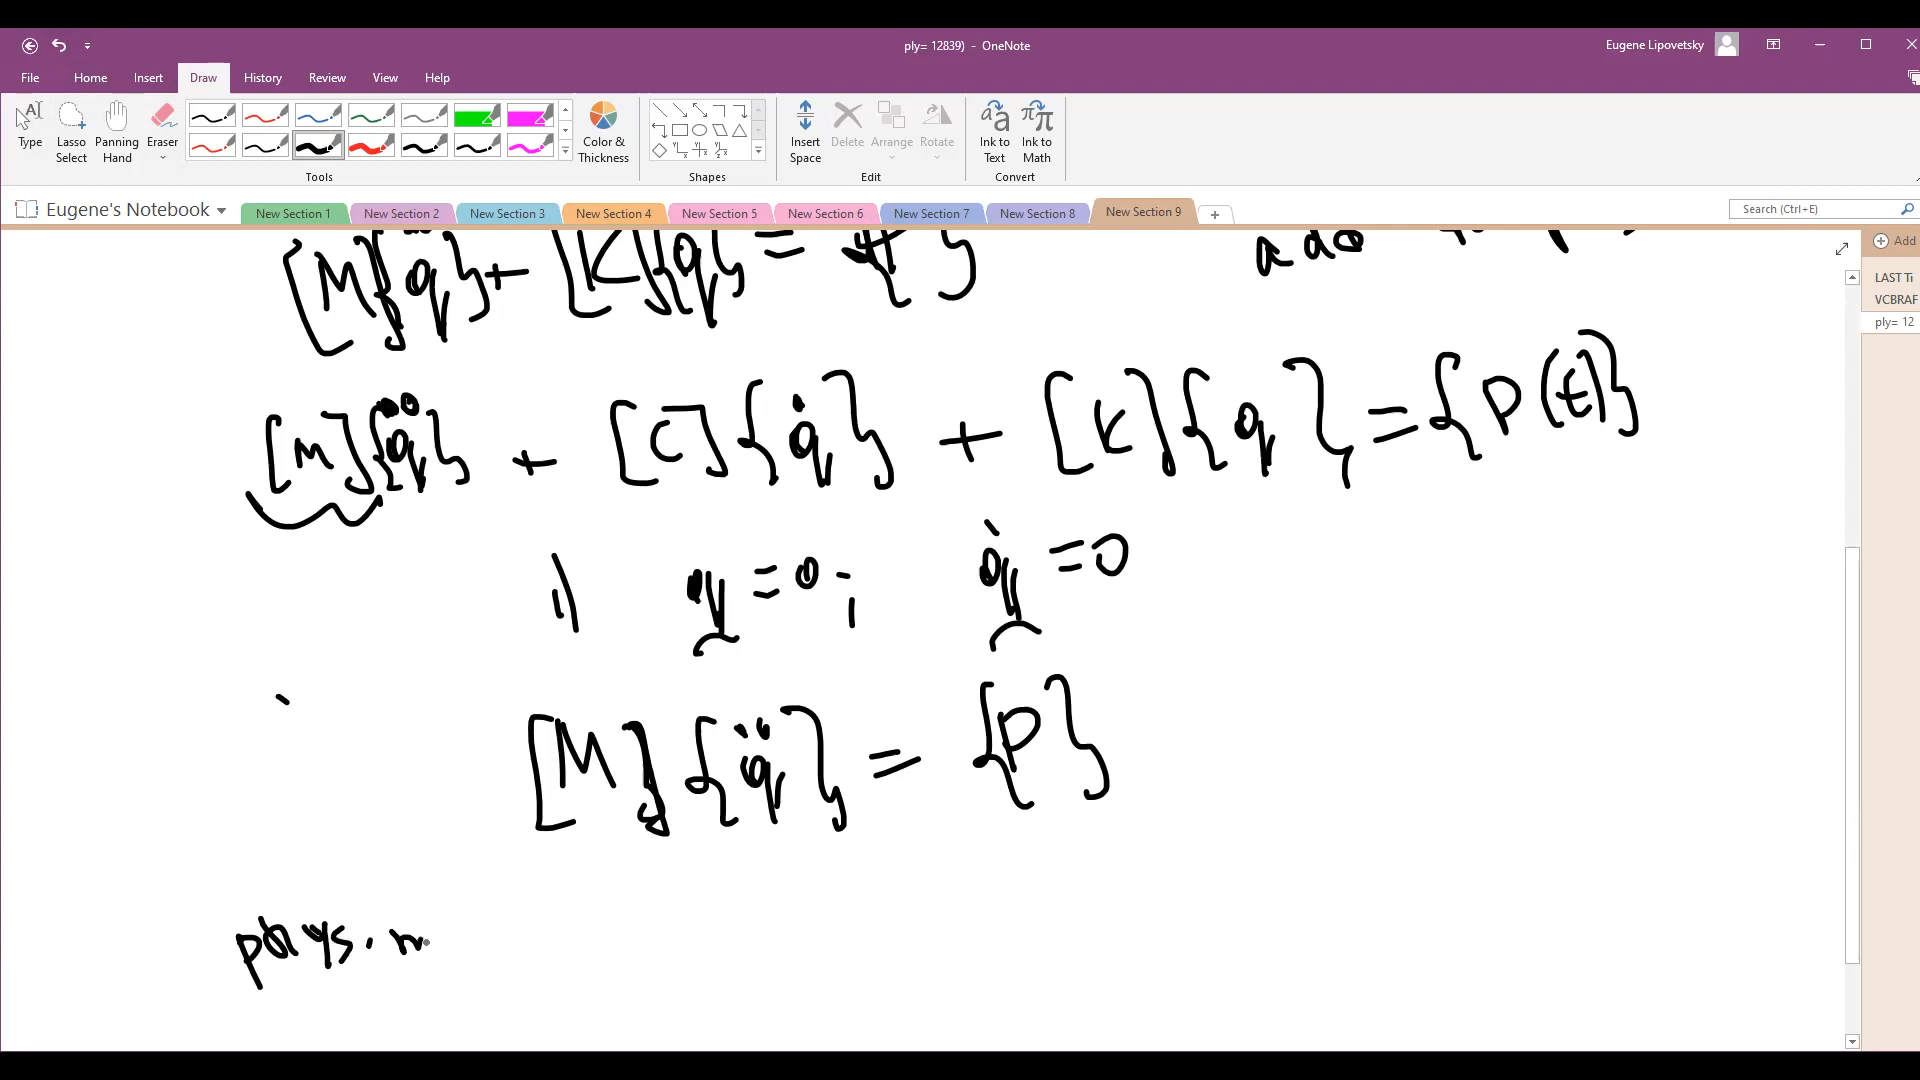 ply= 12839) - OneNote
Eugene Lipovetsky
File Home Insert Draw History Review View Help
Type
Lasso Select
Panning Hand
Eraser
Color & Thickness
Insert Space
Delete
Arrange
Rotate
Ink to Text
Ink to Math
Tools
Shapes
Edit
Convert
Eugene's Notebook
New Section 1
New Section 2
New Section 3
New Section 4
New Section 5
New Section 6
New Section 7
New Section 8
New Section 9
Search (Ctrl+E)
Add
LAST Ti
VCBRAF
ply= 12
[M]{q̈} + [K]{q} =
[M]{q̈} + [C]{q̇} + [K]{q} = {P(t)}
1) q = 0; q̇ = 0
[M]{q̈} = {P}
phys. m